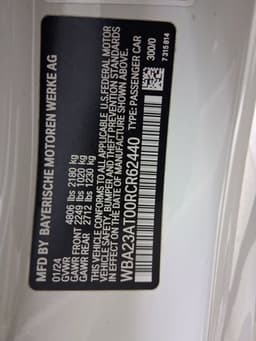 MFD BY BAYERISCHE MOTOREN WERKE AG
01/24
GVWR 4806 lbs 2180 kg
GAWR FRONT 2249 lbs 1020 kg
GAWR REAR 2712 lbs 1230 kg
THIS VEHICLE CONFORMS TO ALL APPLICABLE U.S. FEDERAL MOTOR
VEHICLE SAFETY, BUMPER AND THEFT PREVENTION STANDARDS
IN EFFECT ON THE DATE OF MANUFACTURE SHOWN ABOVE.
WBA23AT00RCR62440 TYPE: PASSENGER CAR
300/0
7 315 814